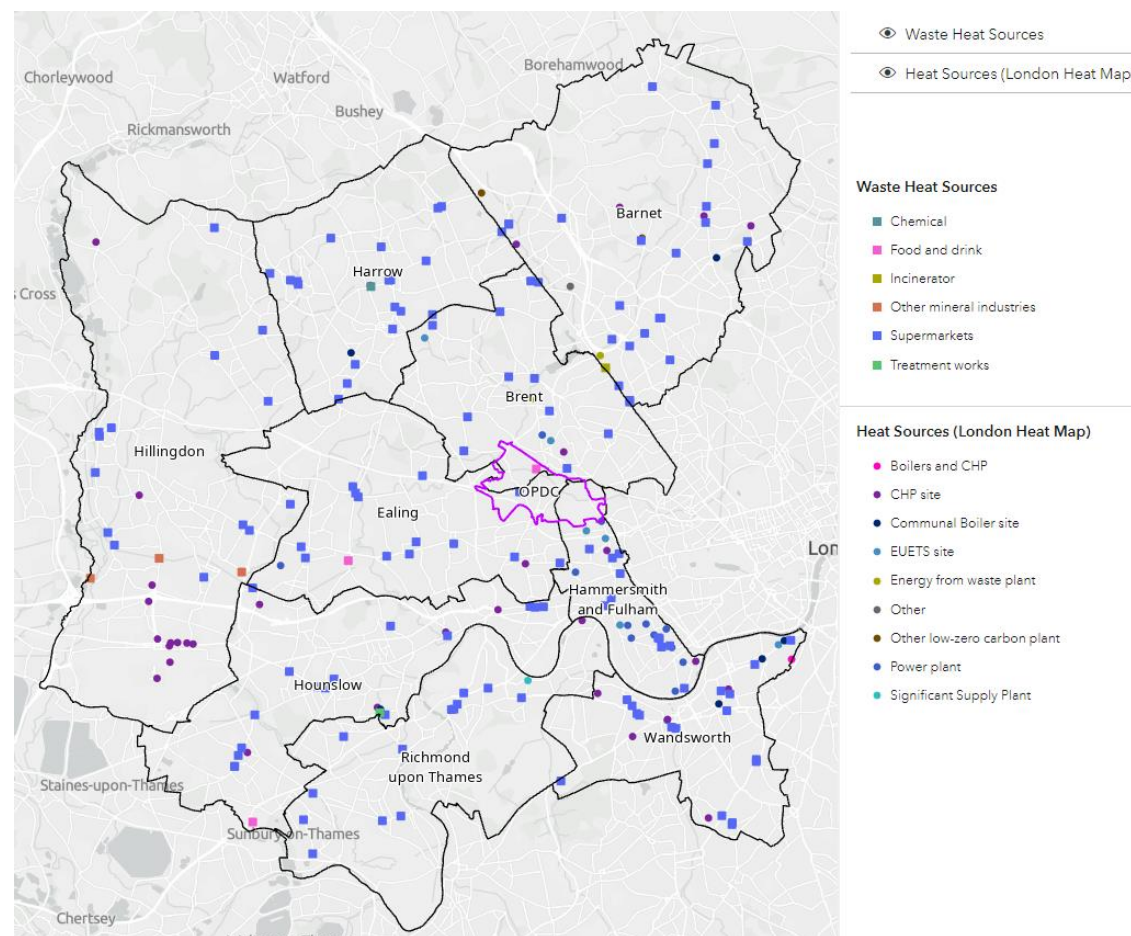 Chorleywood
Watford
Borehamwood
Bushey
Rickmansworth
Barnet
Harrow
s Cross
Brent
Hillingdon
OPDC
Ealing
Lon
Hammersmith
and Fulham
Hounslow
Wandsworth
Richmond
upon Thames
Staines-upon-Thames
Sunbury-on-Thames
Chertsey
Waste Heat Sources
Heat Sources (London Heat Map)
Waste Heat Sources
Chemical
Food and drink
Incinerator
Other mineral industries
Supermarkets
Treatment works
Heat Sources (London Heat Map)
Boilers and CHP
CHP site
Communal Boiler site
EUETS site
Energy from waste plant
Other
Other low-zero carbon plant
Power plant
Significant Supply Plant